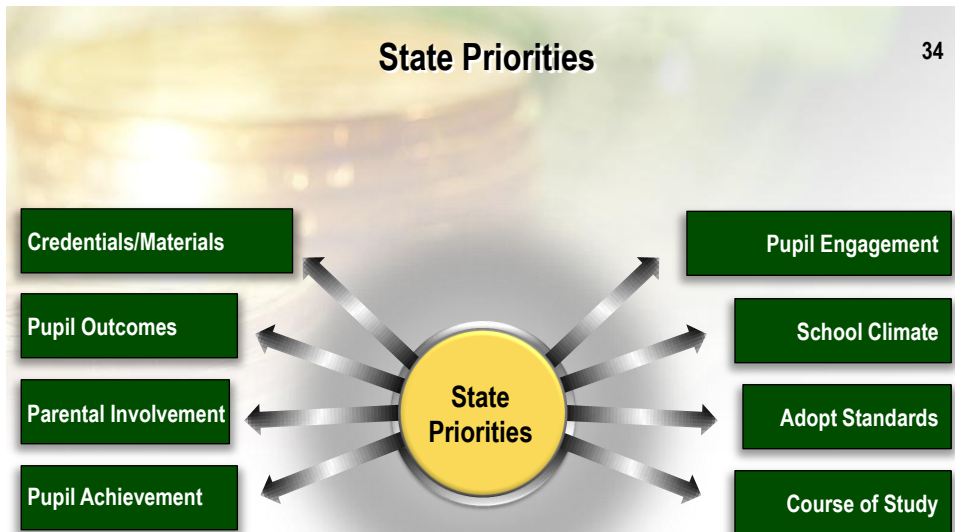 State Priorities
34
Credentials/Materials
Pupil Outcomes
Parental Involvement
Pupil Achievement
State
Priorities
Pupil Engagement
School Climate
Adopt Standards
Course of Study